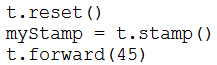 t.reset()
myStamp = t.stamp()
t.forward(45)